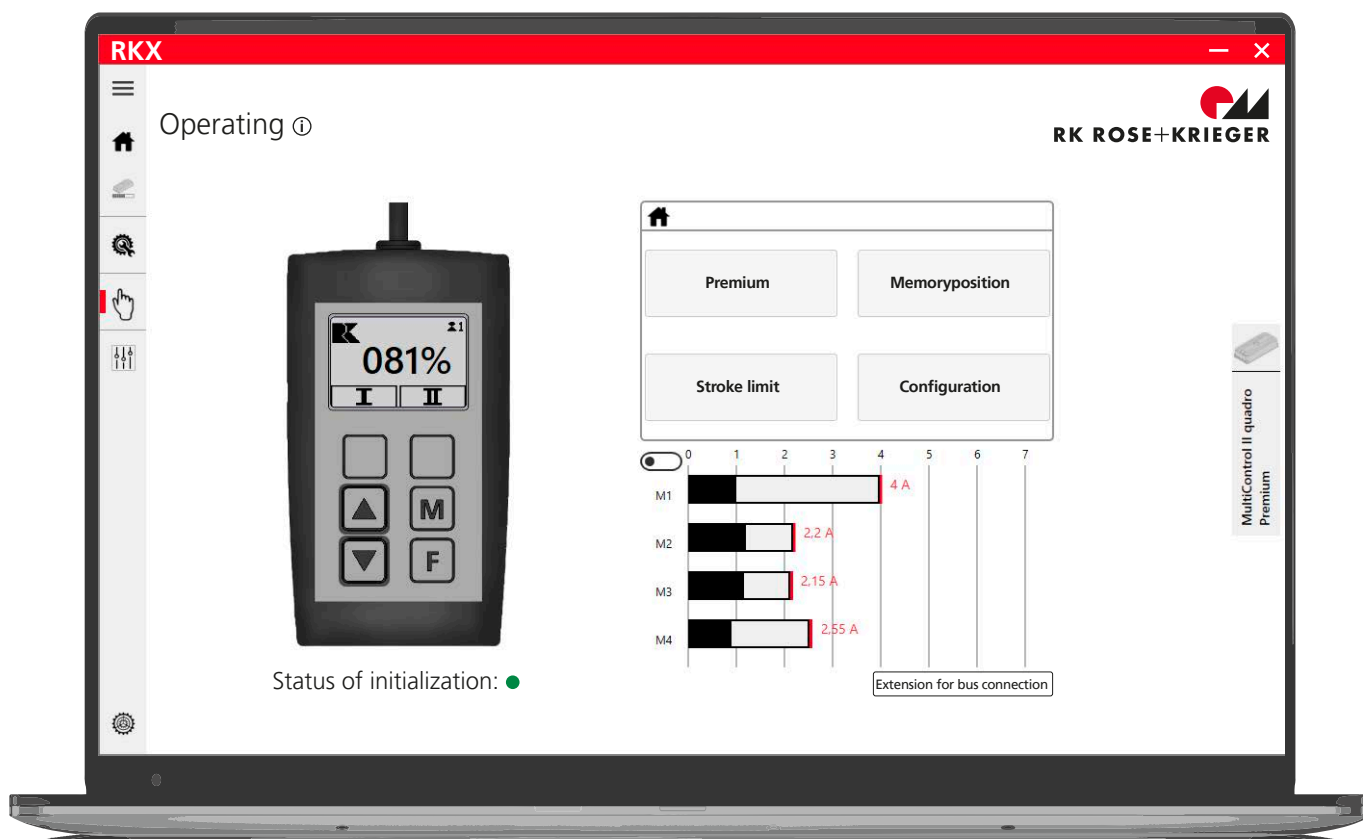 RKX
Operating
RK ROSE+KRIEGER
RK
1
081%
I II
M
F
Premium
Memoryposition
Stroke limit
Configuration
0 1 2 3 4 5 6 7
M1
4 A
M2
2,2 A
M3
2,15 A
M4
2,55 A
Extension for bus connection
Status of initialization:
MultiControl II quadro
Premium